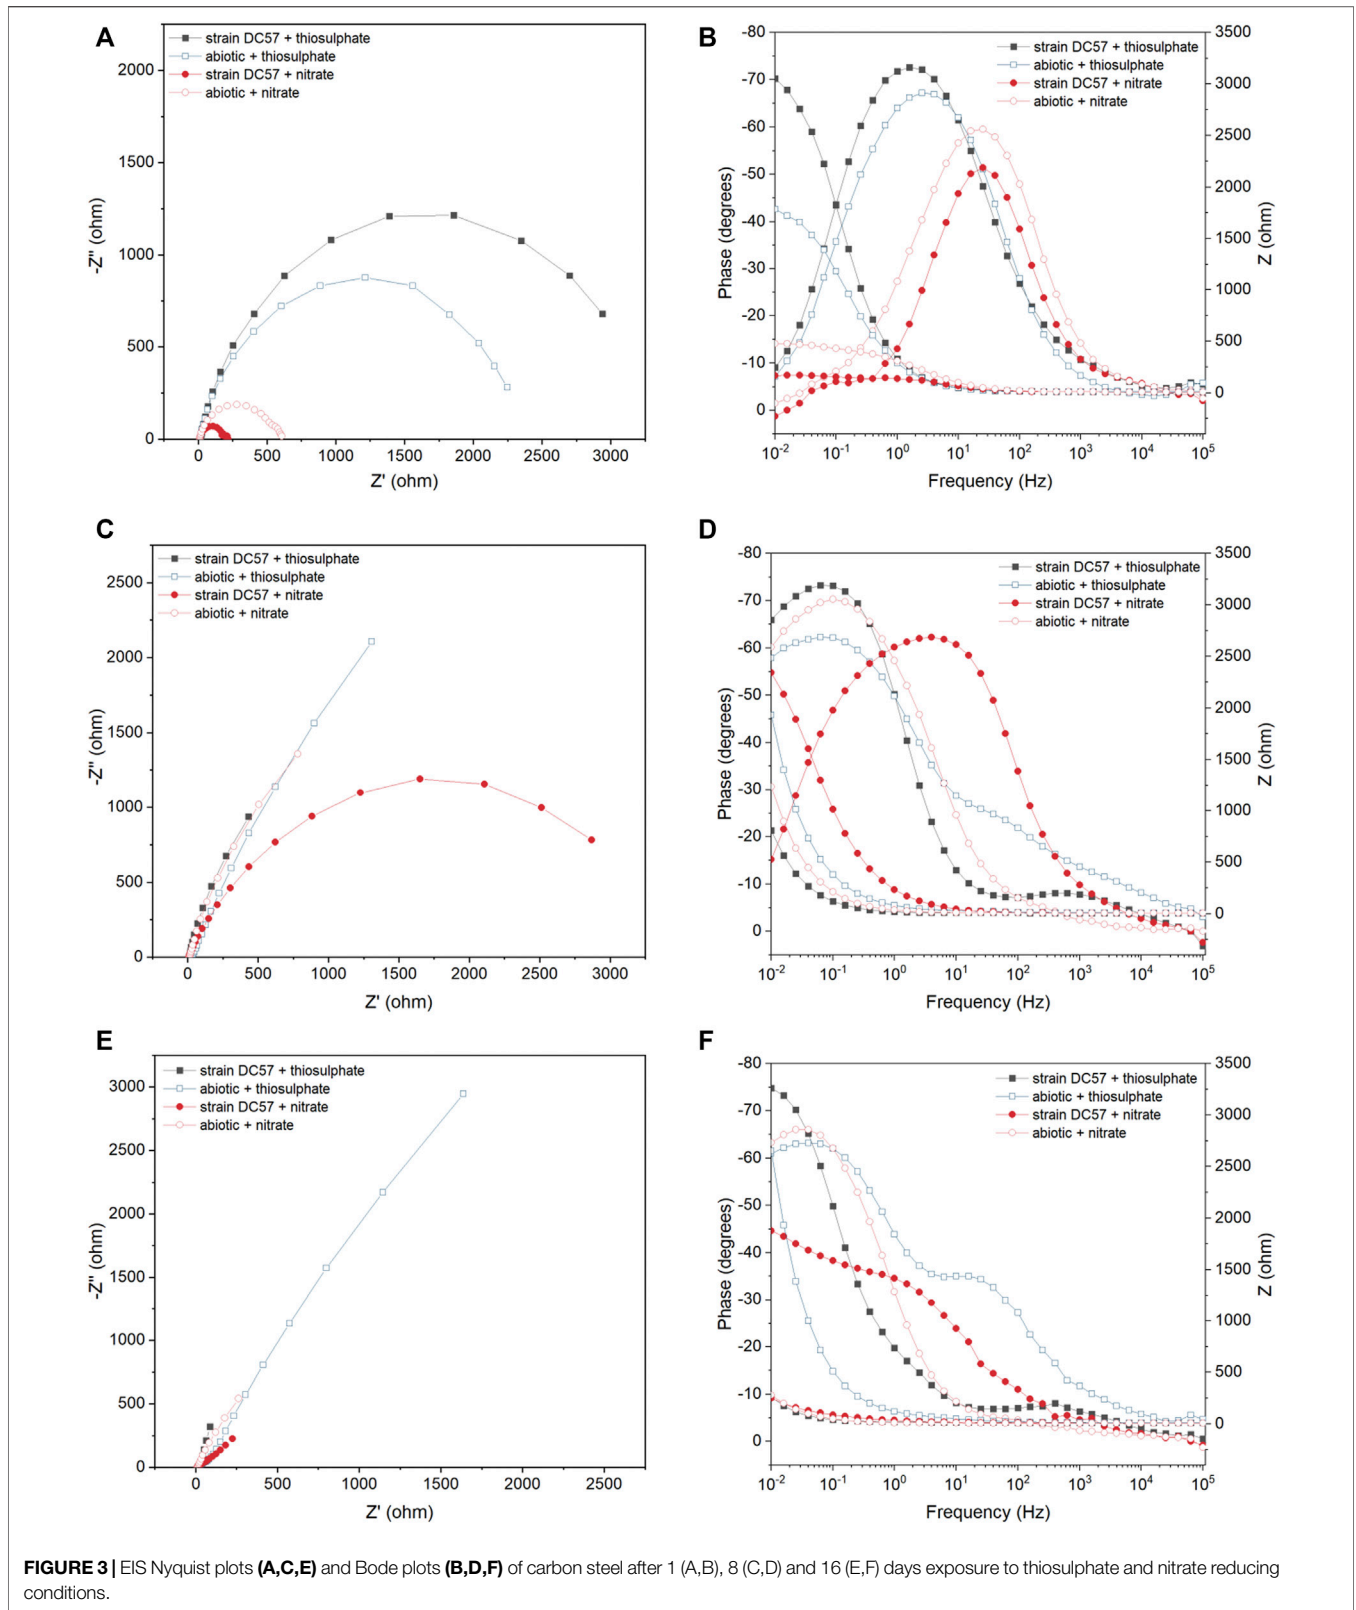 A
strain DC57 + thiosulphate
abiotic + thiosulphate
strain DC57 + nitrate
abiotic + nitrate
2000
1500
1000
500
0
-Z" (ohm)
0 500 1000 1500 2000 2500 3000
Z' (ohm)
B
strain DC57 + thiosulphate
abiotic + thiosulphate
strain DC57 + nitrate
abiotic + nitrate
-80
-70
-60
-50
-40
-30
-20
-10
0
Phase (degrees)
3500
3000
2500
2000
1500
1000
500
0
Z (ohm)
10-2 10-1 100 101 102 103 104 105
Frequency (Hz)
C
strain DC57 + thiosulphate
abiotic + thiosulphate
strain DC57 + nitrate
abiotic + nitrate
2500
2000
1500
1000
500
0
-Z" (ohm)
0 500 1000 1500 2000 2500 3000
Z' (ohm)
D
strain DC57 + thiosulphate
abiotic + thiosulphate
strain DC57 + nitrate
abiotic + nitrate
-80
-70
-60
-50
-40
-30
-20
-10
0
Phase (degrees)
3500
3000
2500
2000
1500
1000
500
0
Z (ohm)
10-2 10-1 100 101 102 103 104 105
Frequency (Hz)
E
strain DC57 + thiosulphate
abiotic + thiosulphate
strain DC57 + nitrate
abiotic + nitrate
3000
2500
2000
1500
1000
500
0
-Z" (ohm)
0 500 1000 1500 2000 2500
Z' (ohm)
F
strain DC57 + thiosulphate
abiotic + thiosulphate
strain DC57 + nitrate
abiotic + nitrate
-80
-70
-60
-50
-40
-30
-20
-10
0
Phase (degrees)
3500
3000
2500
2000
1500
1000
500
0
Z (ohm)
10-2 10-1 100 101 102 103 104 105
Frequency (Hz)
FIGURE 3 | EIS Nyquist plots (A,C,E) and Bode plots (B,D,F) of carbon steel after 1 (A,B), 8 (C,D) and 16 (E,F) days exposure to thiosulphate and nitrate reducing
conditions.